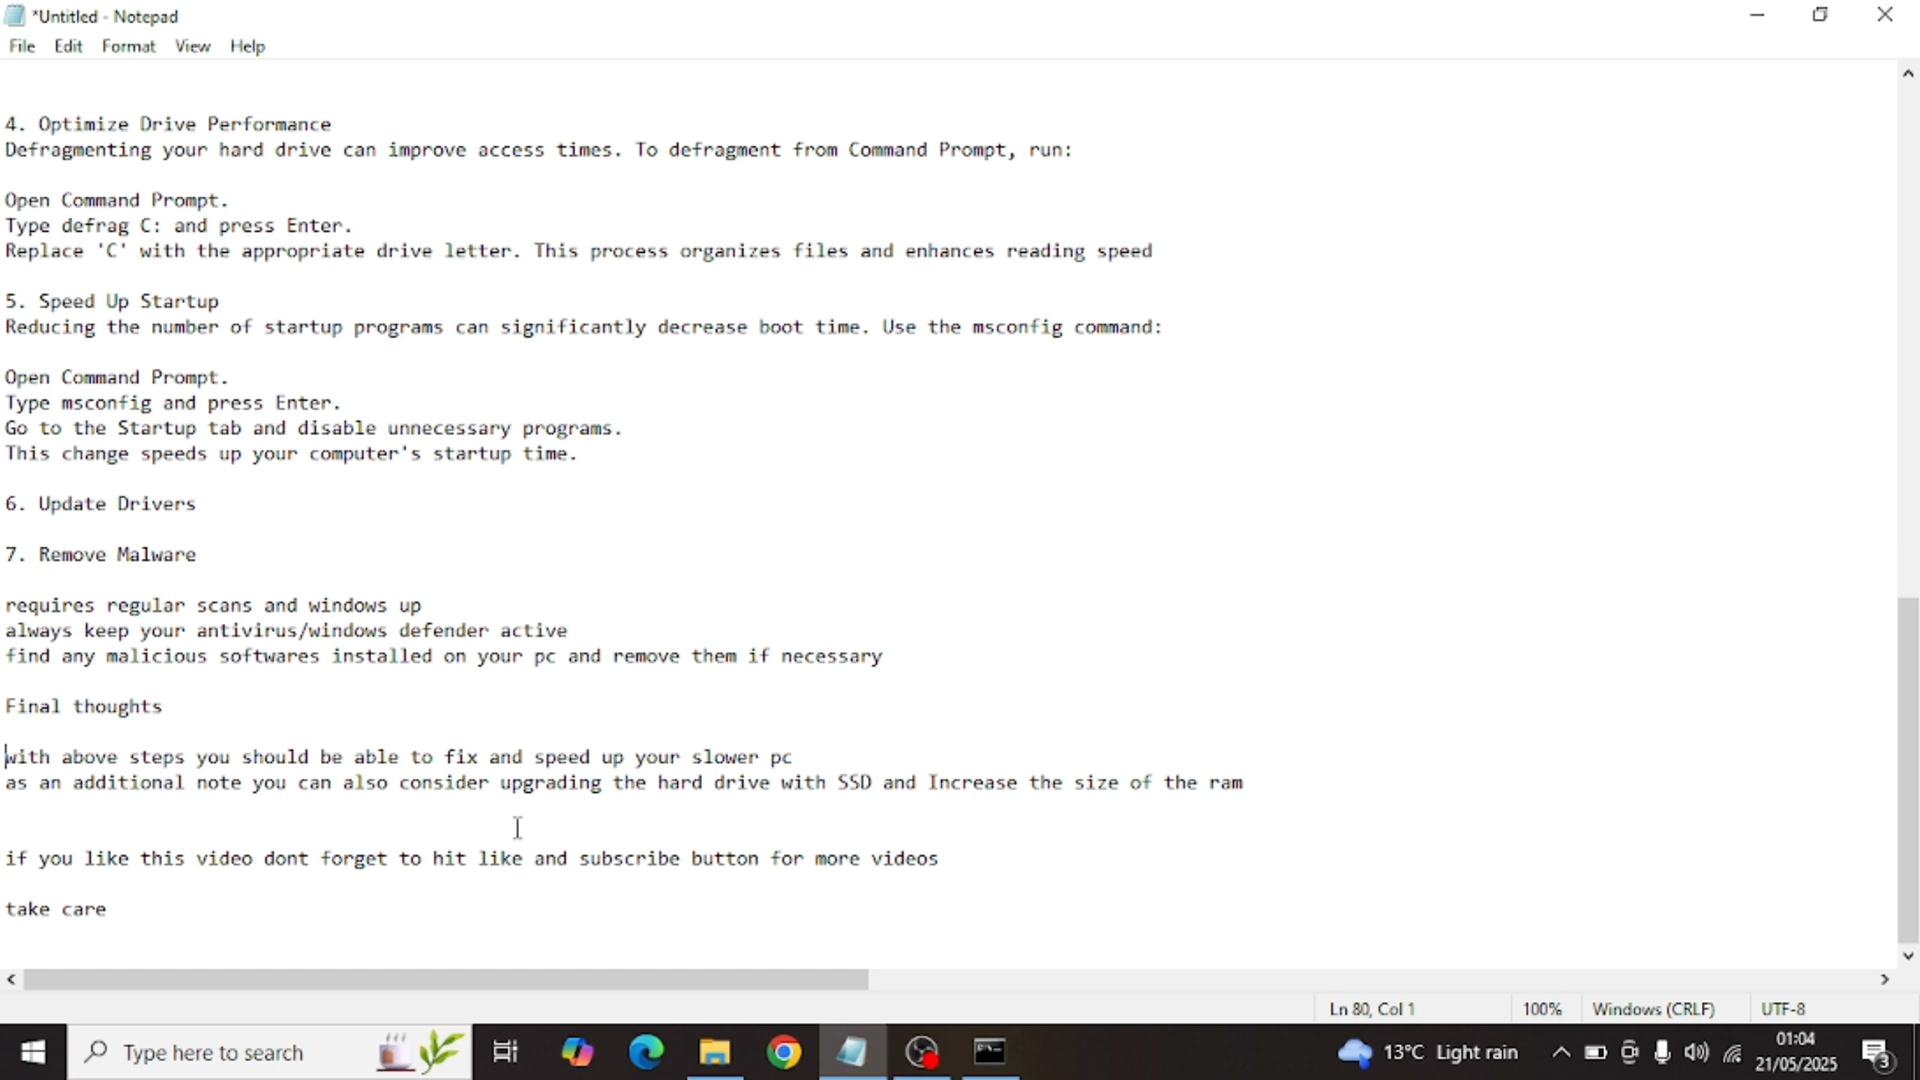 *Untitled - Notepad
File Edit Format View Help
4. Optimize Drive Performance
Defragmenting your hard drive can improve access times. To defragment from Command Prompt, run:
Open Command Prompt.
Type defrag C: and press Enter.
Replace 'C' with the appropriate drive letter. This process organizes files and enhances reading speed
5. Speed Up Startup
Reducing the number of startup programs can significantly decrease boot time. Use the msconfig command:
Open Command Prompt.
Type msconfig and press Enter.
Go to the Startup tab and disable unnecessary programs.
This change speeds up your computer's startup time.
6. Update Drivers
7. Remove Malware
requires regular scans and windows up
always keep your antivirus/windows defender active
find any malicious softwares installed on your pc and remove them if necessary
Final thoughts
with above steps you should be able to fix and speed up your slower pc
as an additional note you can also consider upgrading the hard drive with SSD and Increase the size of the ram
if you like this video dont forget to hit like and subscribe button for more videos
take care
Ln 80, Col 1 100% Windows (CRLF) UTF-8
Type here to search 13°C Light rain 01:04
21/05/2025 3